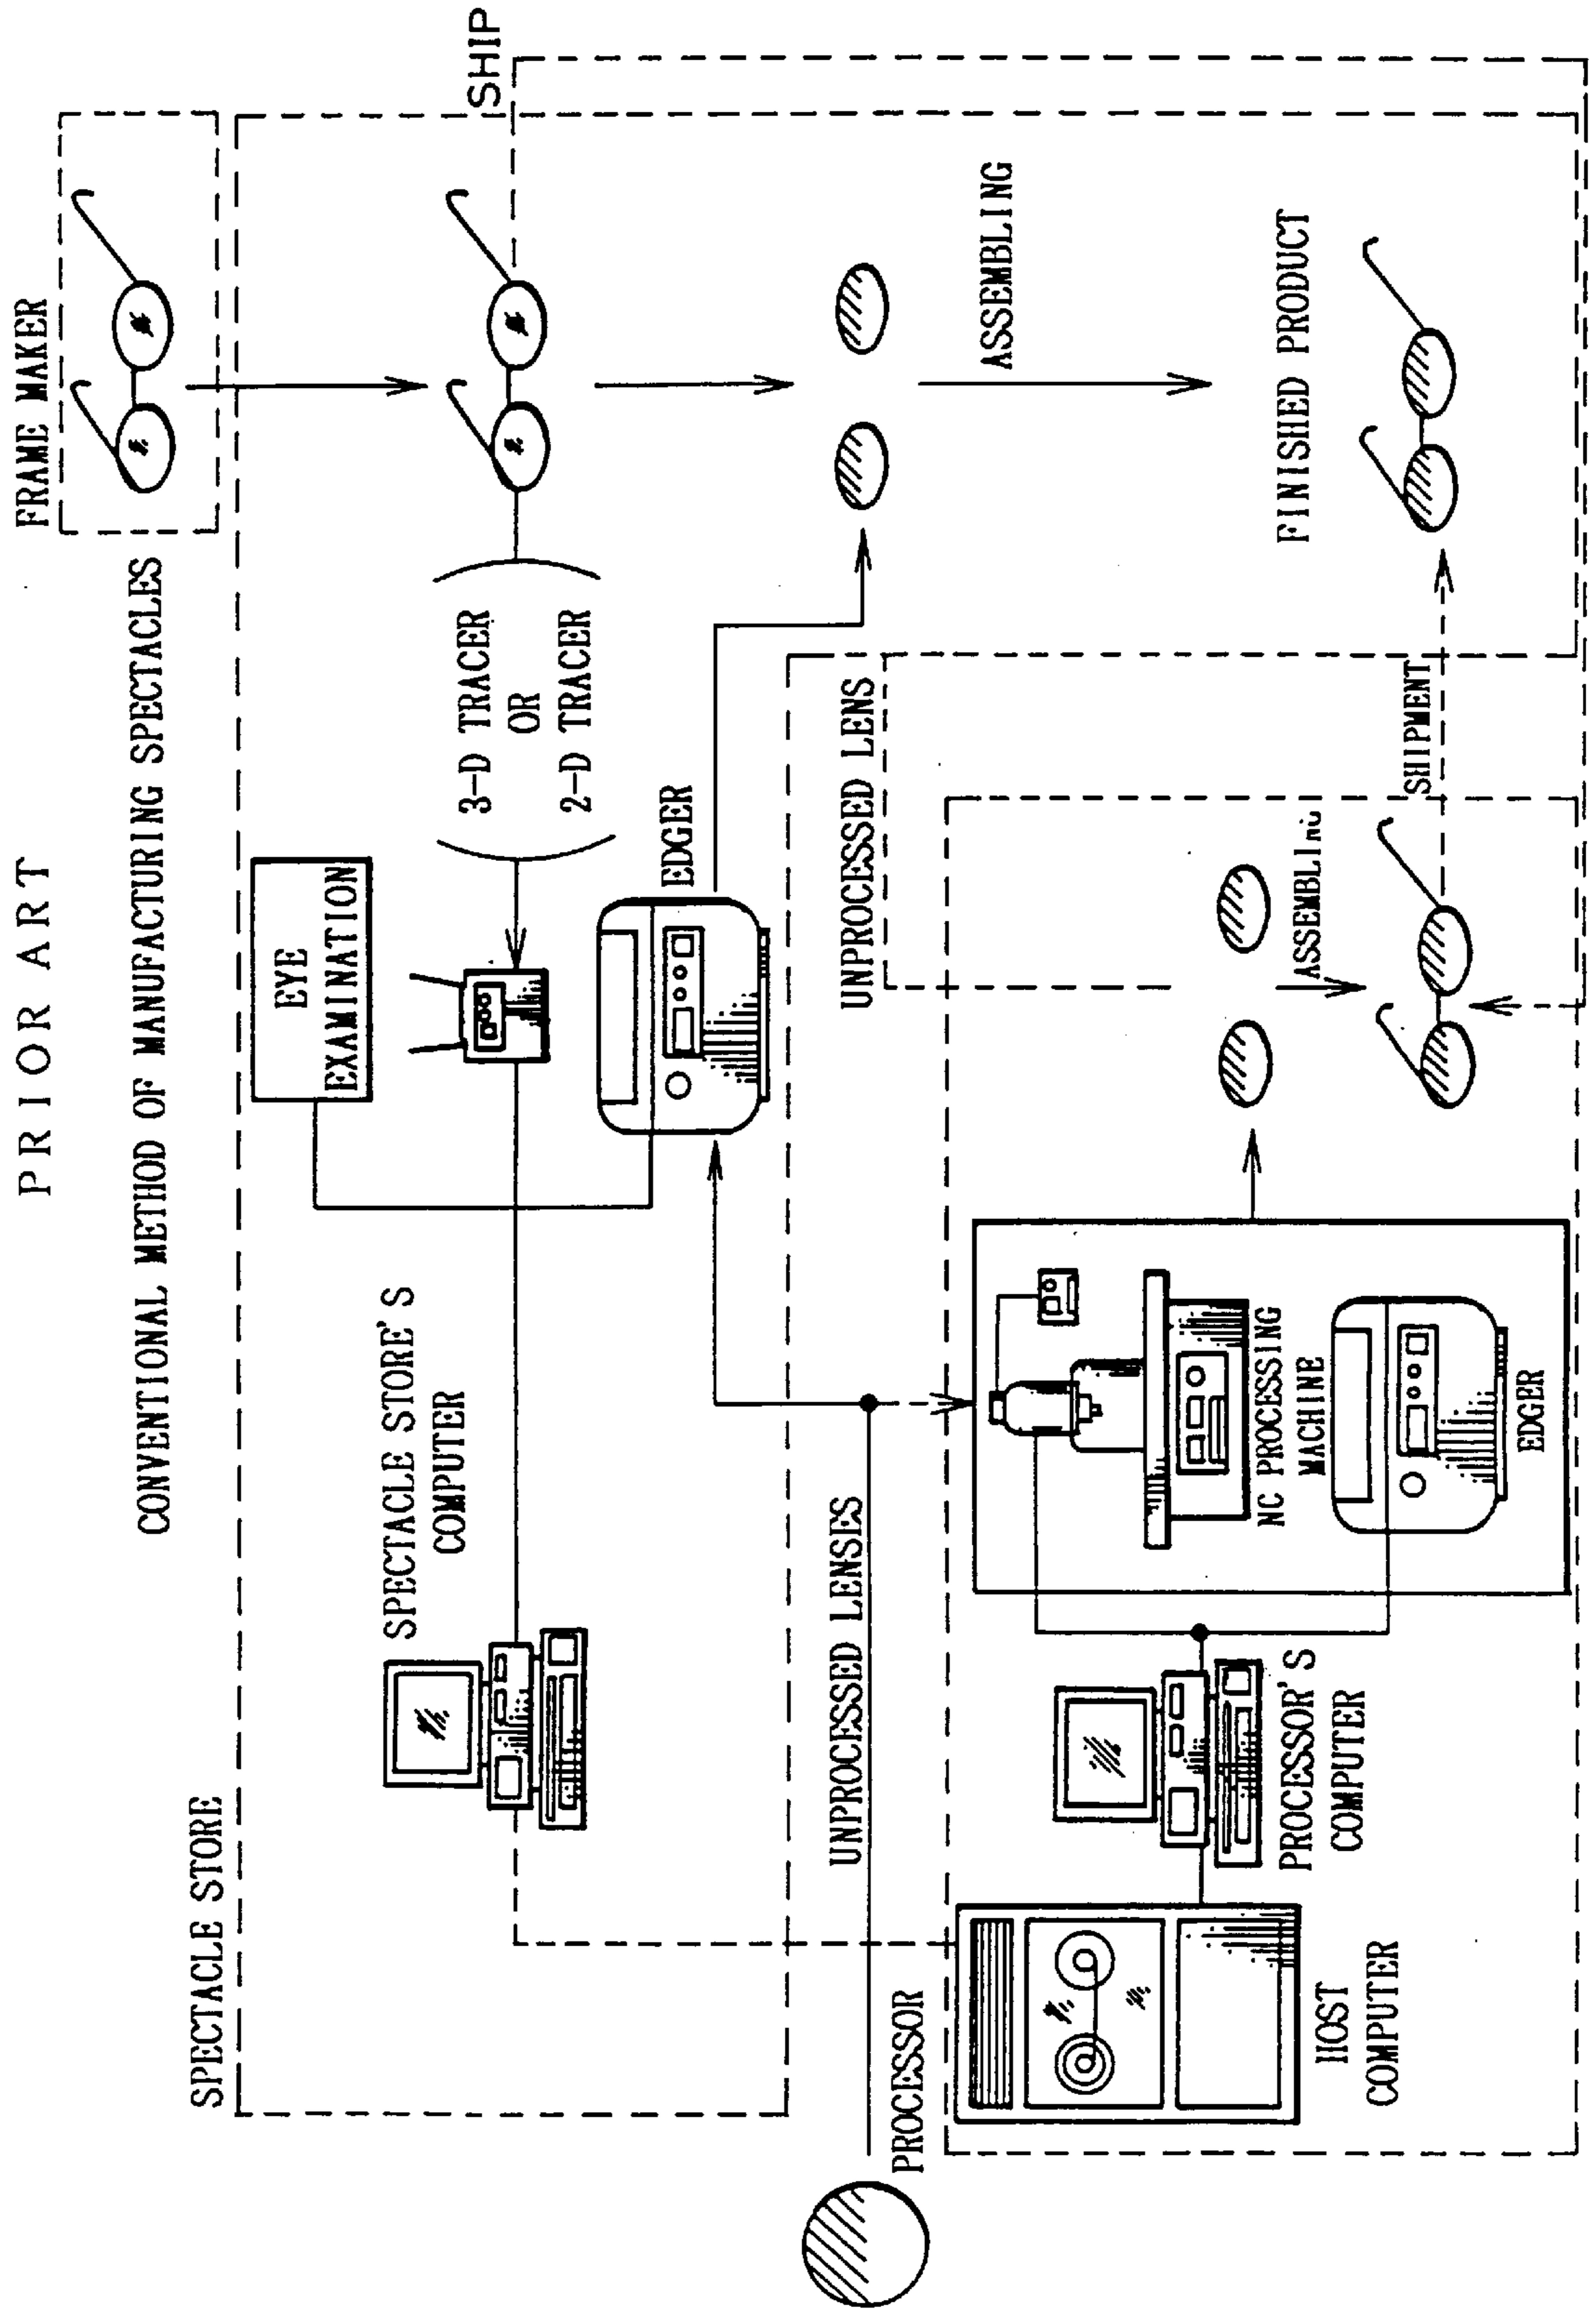 PRIOR ART
CONVENTIONAL METHOD OF MANUFACTURING SPECTACLES
FRAME MAKER
SPECTACLE STORE
EYE
EXAMINATION
SPECTACLE STORE'S
COMPUTER
3-D TRACER
OR
2-D TRACER
SHIP
EDGER
UNPROCESSED LENSES
UNPROCESSED LENS
ASSEMBLING
PROCESSOR
HOST
COMPUTER
PROCESSOR'S
COMPUTER
NC PROCESSING
MACHINE
EDGER
ASSEMBLING
SHIPMENT
FINISHED PRODUCT